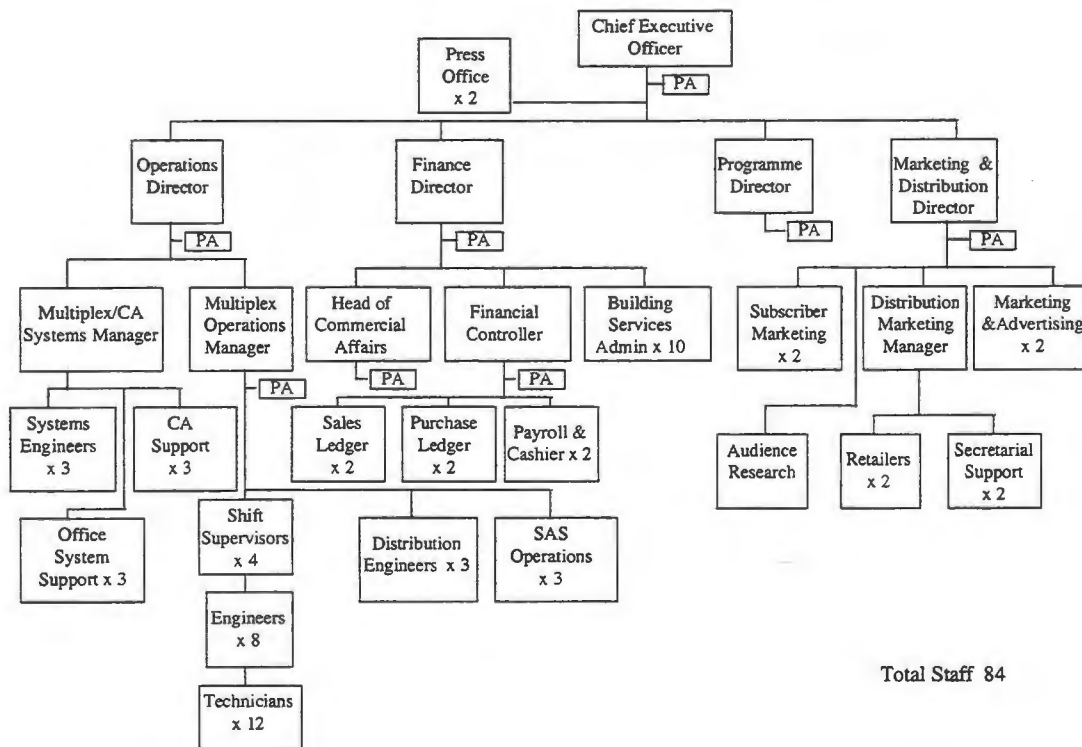 Chief Executive
Officer
Press
Office
x 2
PA
Operations
Director
Finance
Director
Programme
Director
Marketing &
Distribution
Director
PA
PA
PA
Multiplex/CA
Systems Manager
Multiplex
Operations
Manager
Head of
Commercial
Affairs
Financial
Controller
Building
Services
Admin x 10
Subscriber
Marketing
x 2
Distribution
Marketing
Manager
Marketing
&Advertising
x 2
PA
PA
PA
Systems
Engineers
x 3
CA
Support
x 3
Sales
Ledger
x 2
Purchase
Ledger
x 2
Payroll &
Cashier x 2
Audience
Research
Retailers
x 2
Secretarial
Support
x 2
Office
System
Support x 3
Shift
Supervisors
x 4
Distribution
Engineers x 3
SAS
Operations
x 3
Engineers
x 8
Technicians
x 12
Total Staff 84